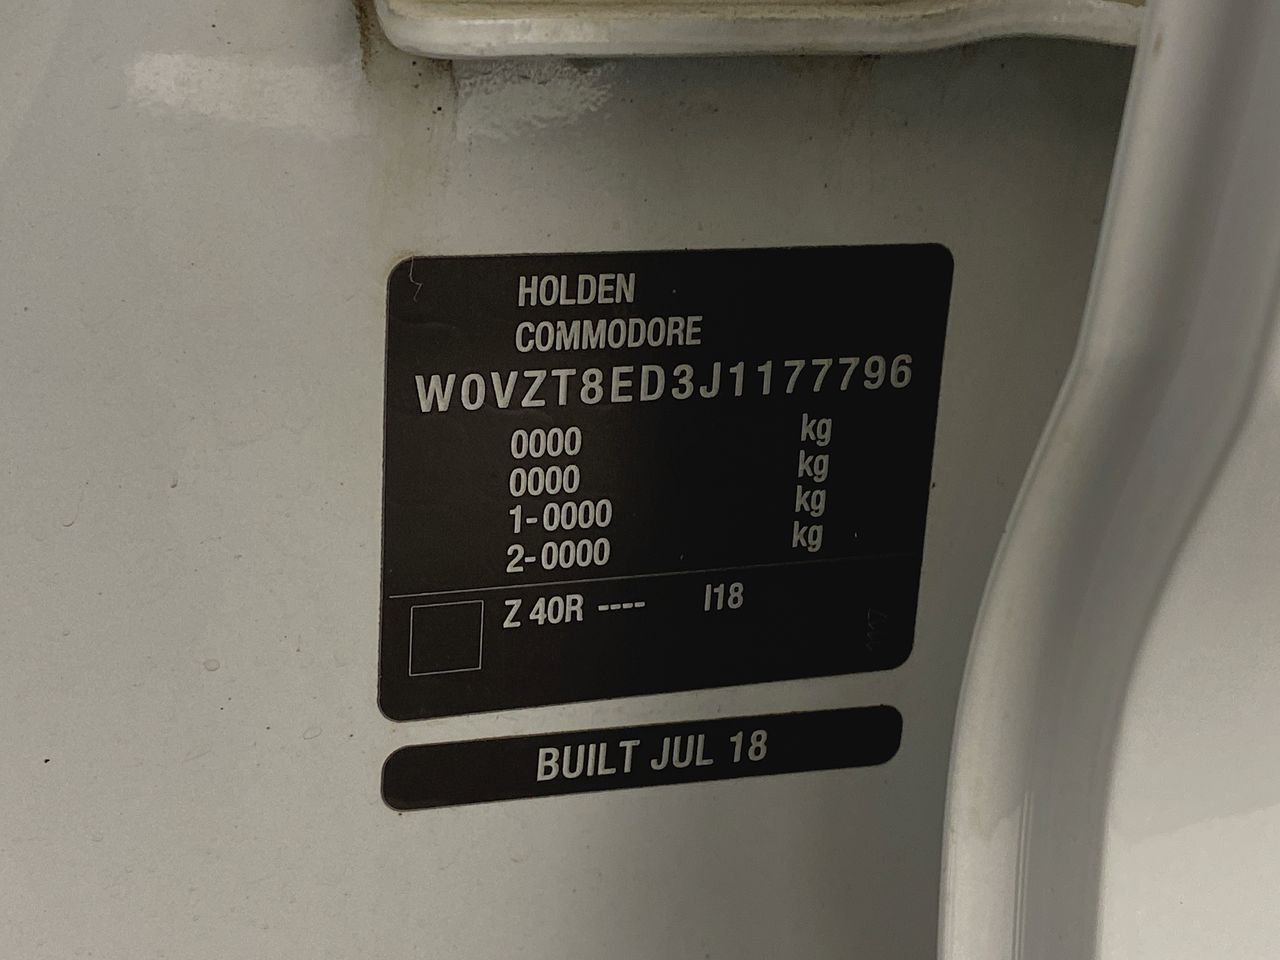 HOLDEN
COMMODORE
W0VZT8ED3J1177796
0000 kg
0000 kg
1-0000 kg
2-0000 kg
Z 40R ---- I18
BUILT JUL 18